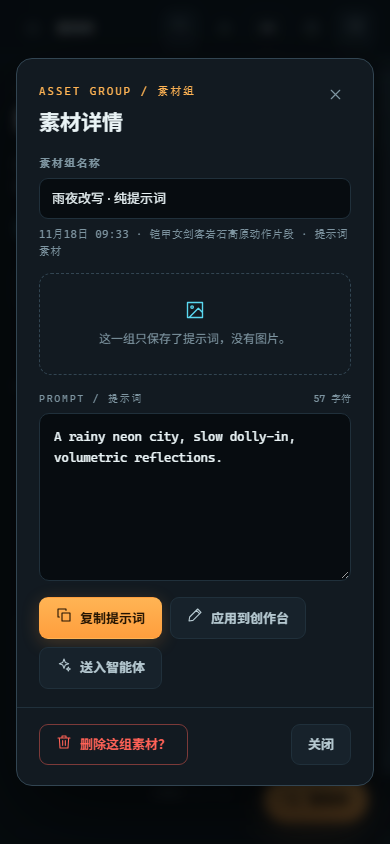 ASSET GROUP / 素材组
素材详情
素材组名称
雨夜改写 · 纯提示词
11月18日 09:33 · 铠甲女剑客岩石高原动作片段 · 提示词
素材
这一组只保存了提示词，没有图片。
PROMPT / 提示词
57 字符
A rainy neon city, slow dolly-in,
volumetric reflections.
复制提示词
应用到创作台
送入智能体
删除这组素材？
关闭